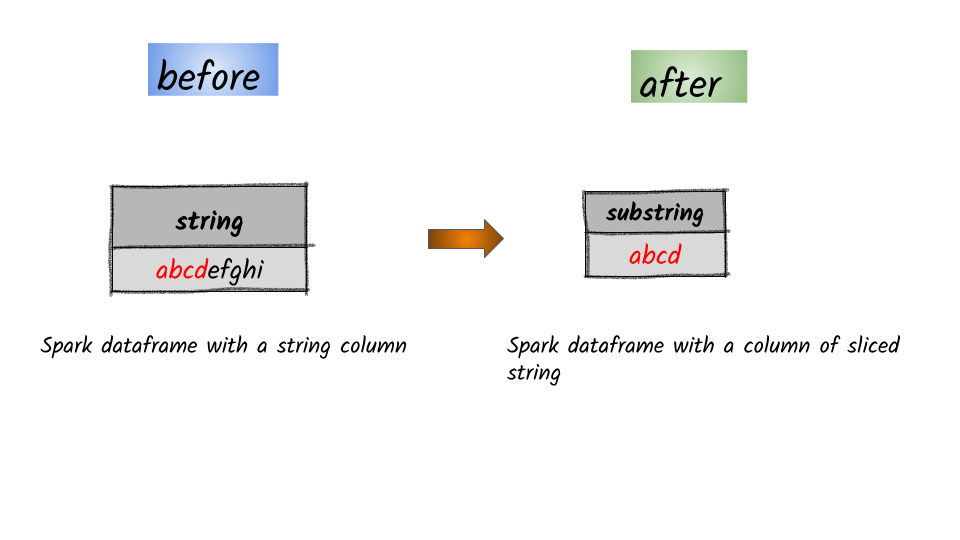 before
after
string
abcdefghi
substring
abcd
Spark dataframe with a string column
Spark dataframe with a column of sliced
string